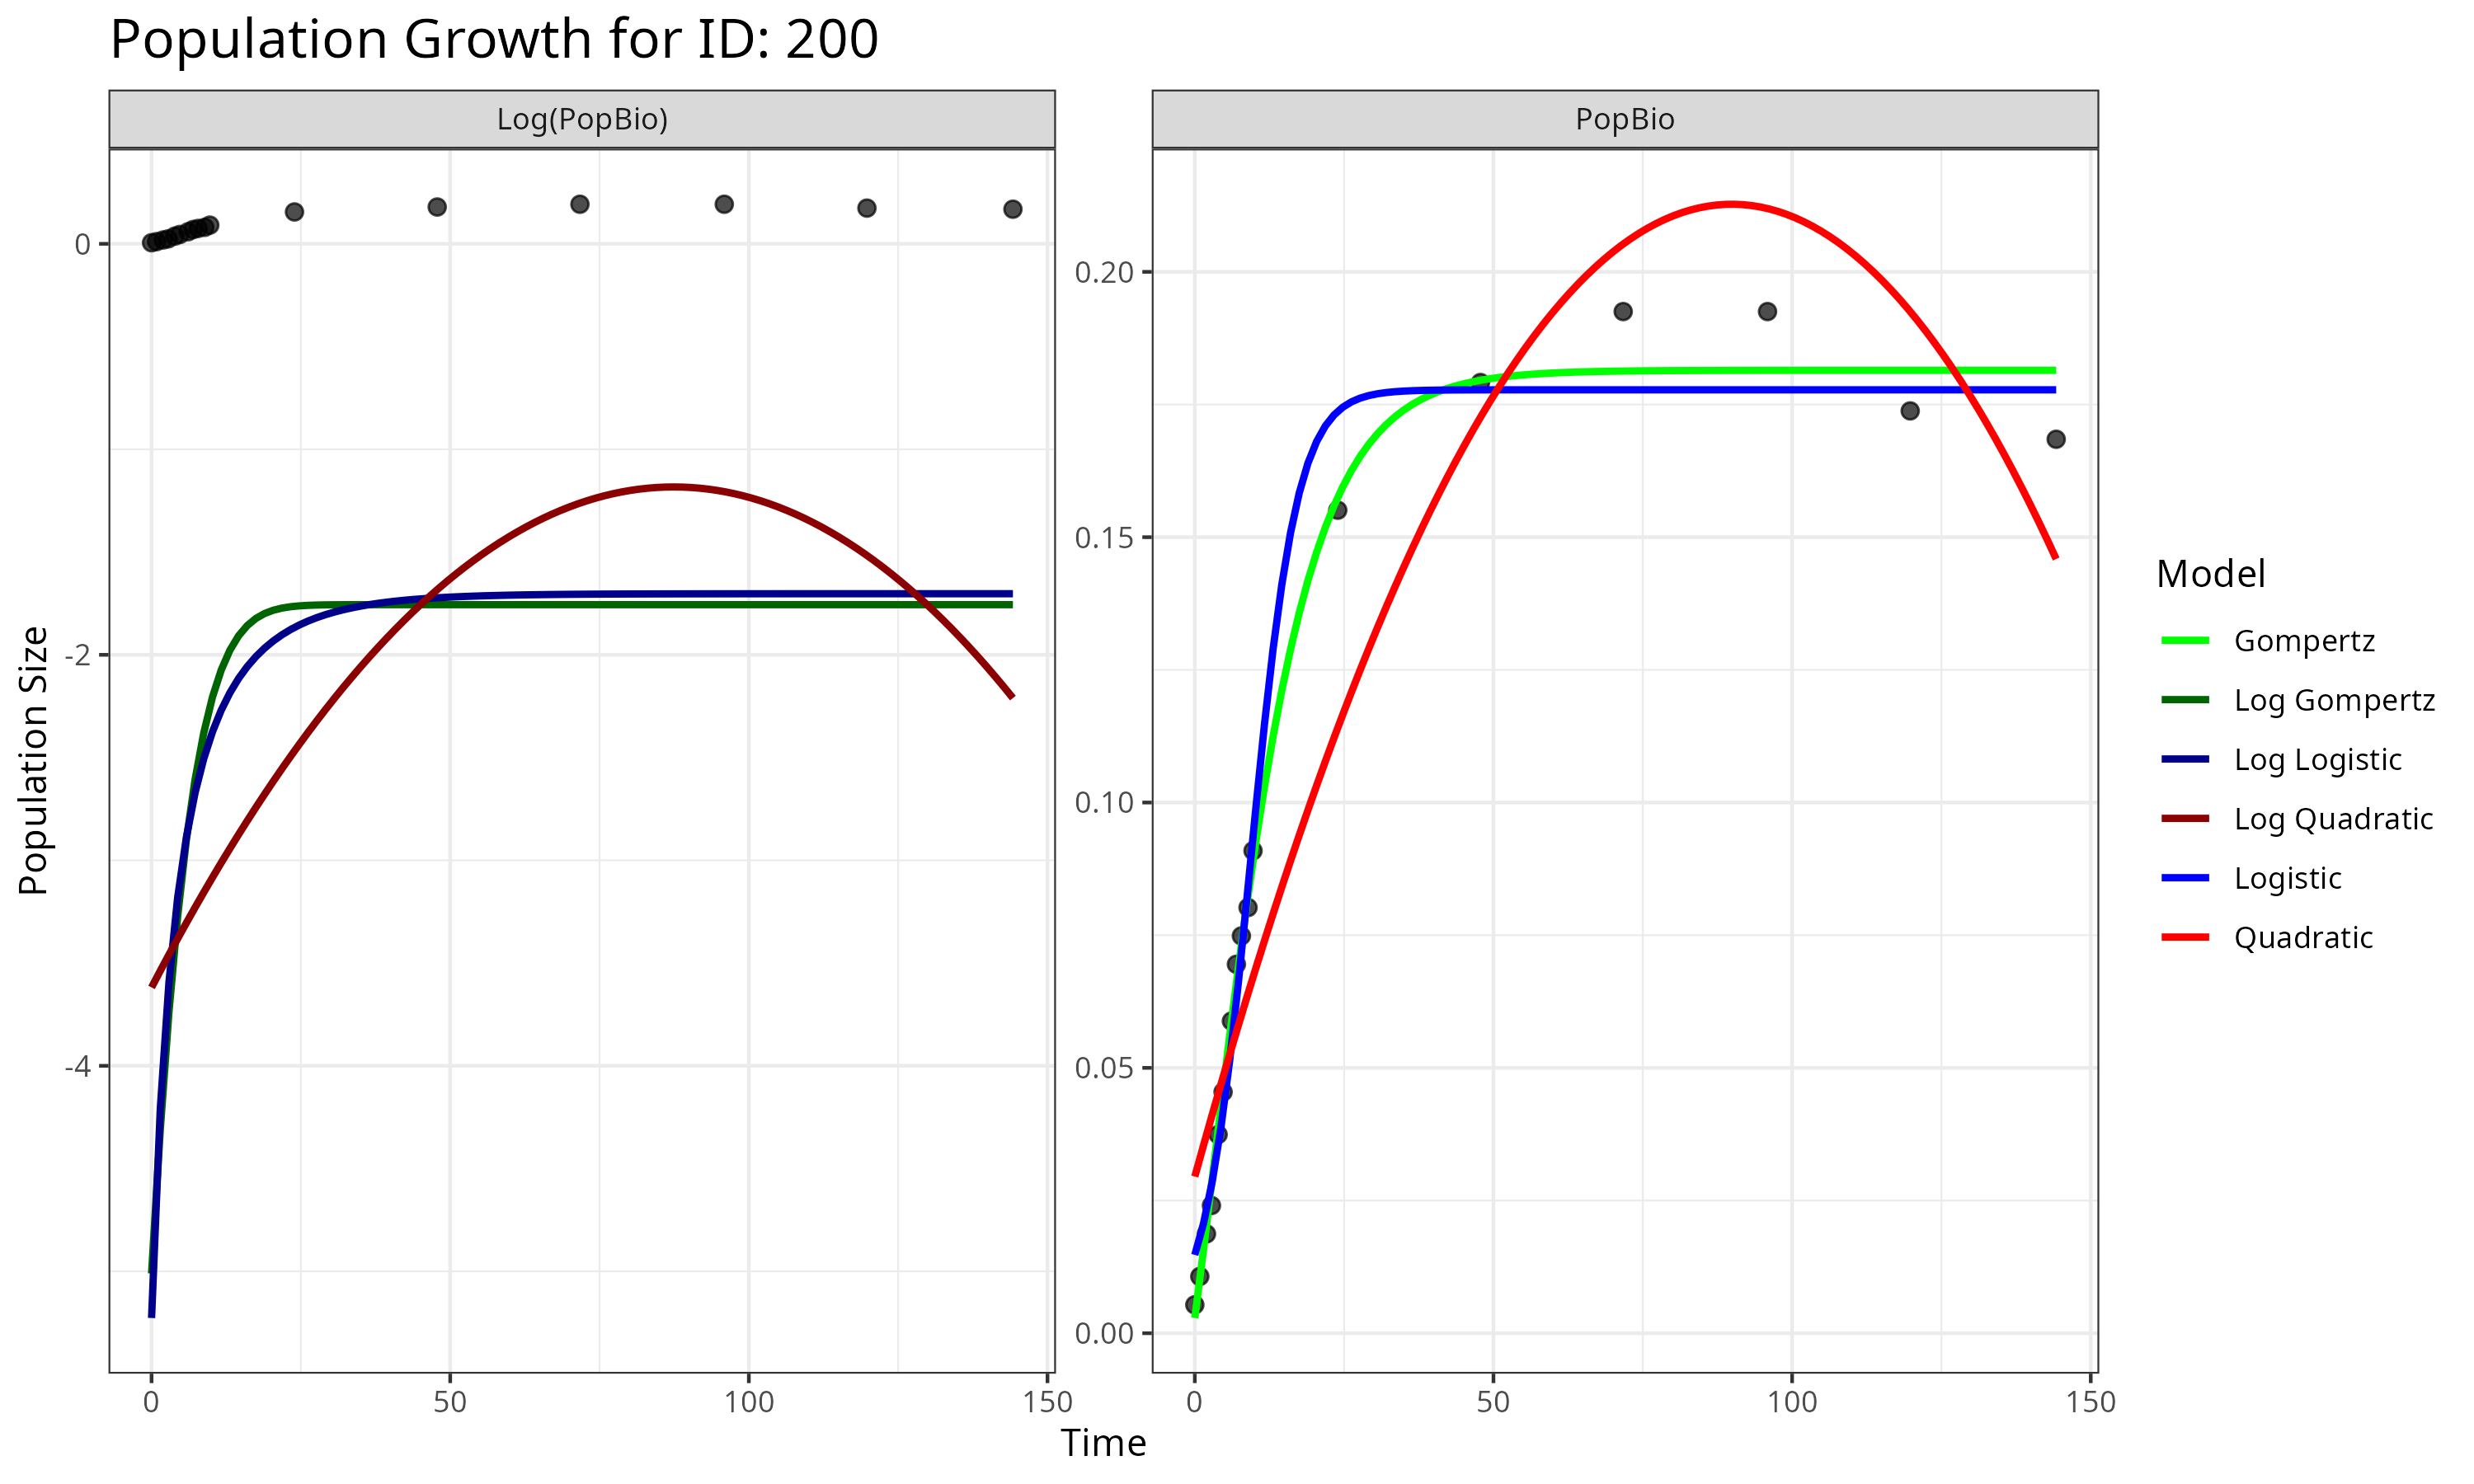 Population Growth for ID: 200
Log(PopBio)
PopBio
Population Size
0
-2
-4
0.20
0.15
0.10
0.05
0.00
0 50 100 150
0 50 100 150
Time
Model
Gompertz
Log Gompertz
Log Logistic
Log Quadratic
Logistic
Quadratic